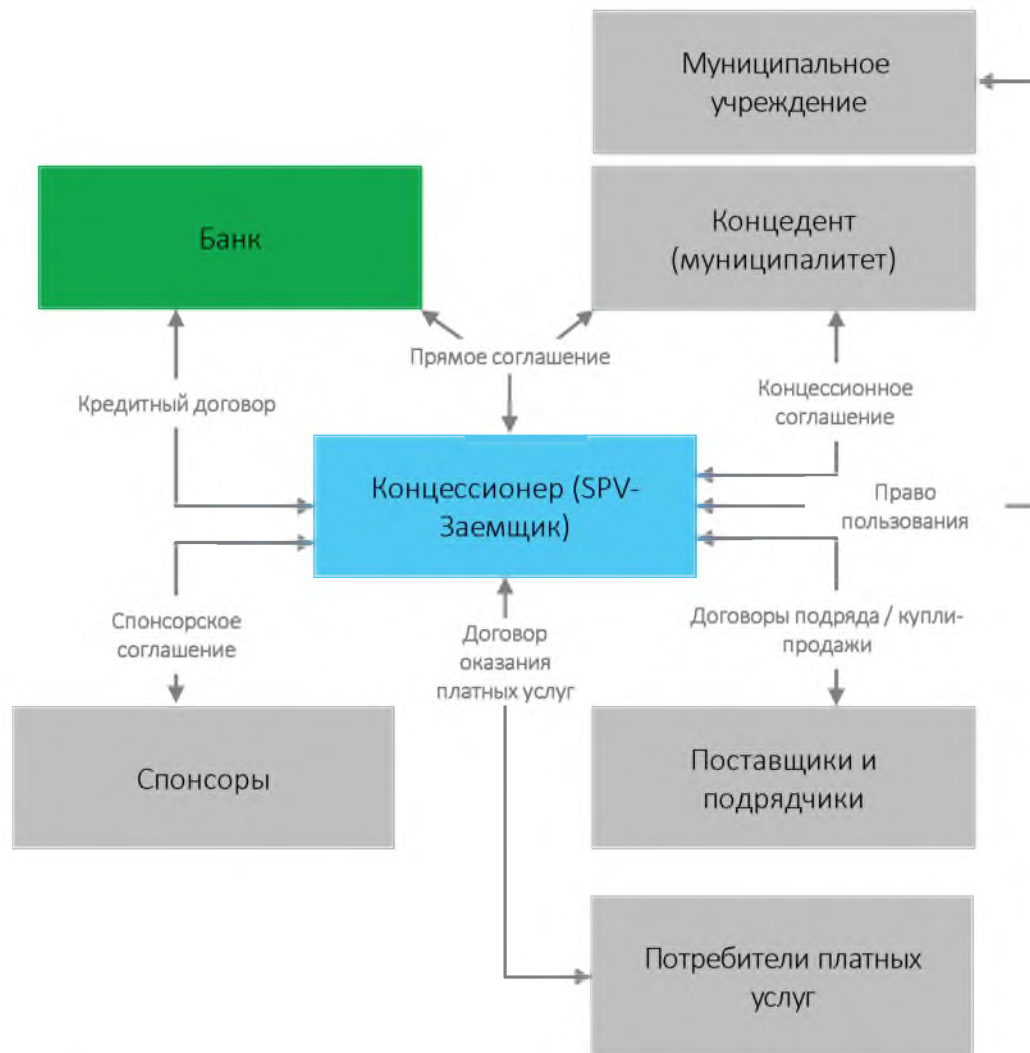 Муниципальное
учреждение
Банк
Концедент
(муниципалитет)
Прямое соглашение
Кредитный договор
Концессионное
соглашение
Концессионер (SPV-
Заемщик)
Право
пользования
Спонсорское
соглашение
Договор
оказания
платных услуг
Договоры подряда / купли-
продажи
Спонсоры
Поставщики и
подрядчики
Потребители платных
услуг